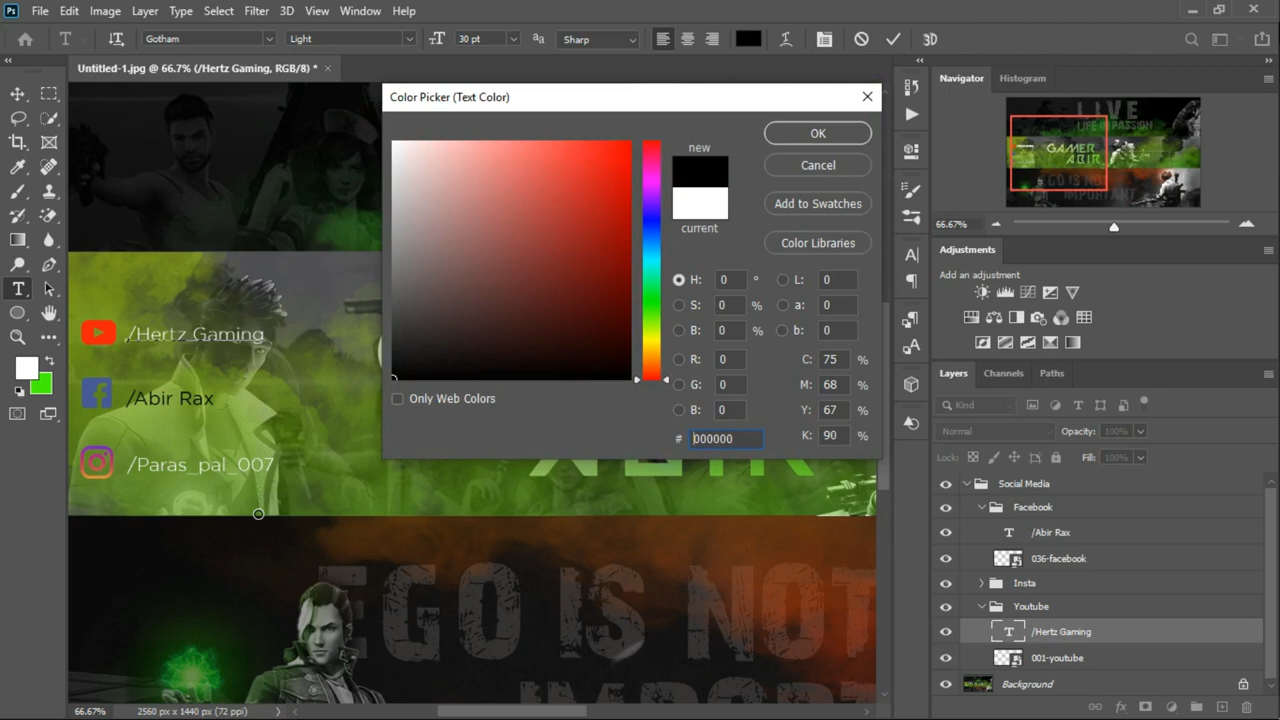 Ps File Edit Image Layer Type Select Filter 3D View Window Help
T Gotham Light 30 pt Sharp 3D
Untitled-1.jpg @ 66.7% (/Hertz Gaming, RGB/8) *
Color Picker (Text Color)
new
current
OK
Cancel
Add to Swatches
Color Libraries
H: 0 ° L: 0
S: 0 % a: 0
B: 0 % b: 0
R: 0 C: 75 %
G: 0 M: 68 %
B: 0 Y: 67 %
# 000000 K: 90 %
Only Web Colors
/Hertz Gaming
/Abir Rax
/Paras_pal_007
EGO IS NOT
Navigator Histogram
LIVE
LIFE IN PASSION
GAMER
ABIR
EGO IS NOT
IMPORTANT
66.67%
Adjustments
Add an adjustment
Layers Channels Paths
Kind
Normal Opacity: 100%
Lock: Fill: 100%
Social Media
Facebook
T /Abir Rax
036-facebook
Insta
Youtube
T /Hertz Gaming
001-youtube
Background
66.67% 2560 px x 1440 px (72 ppi)